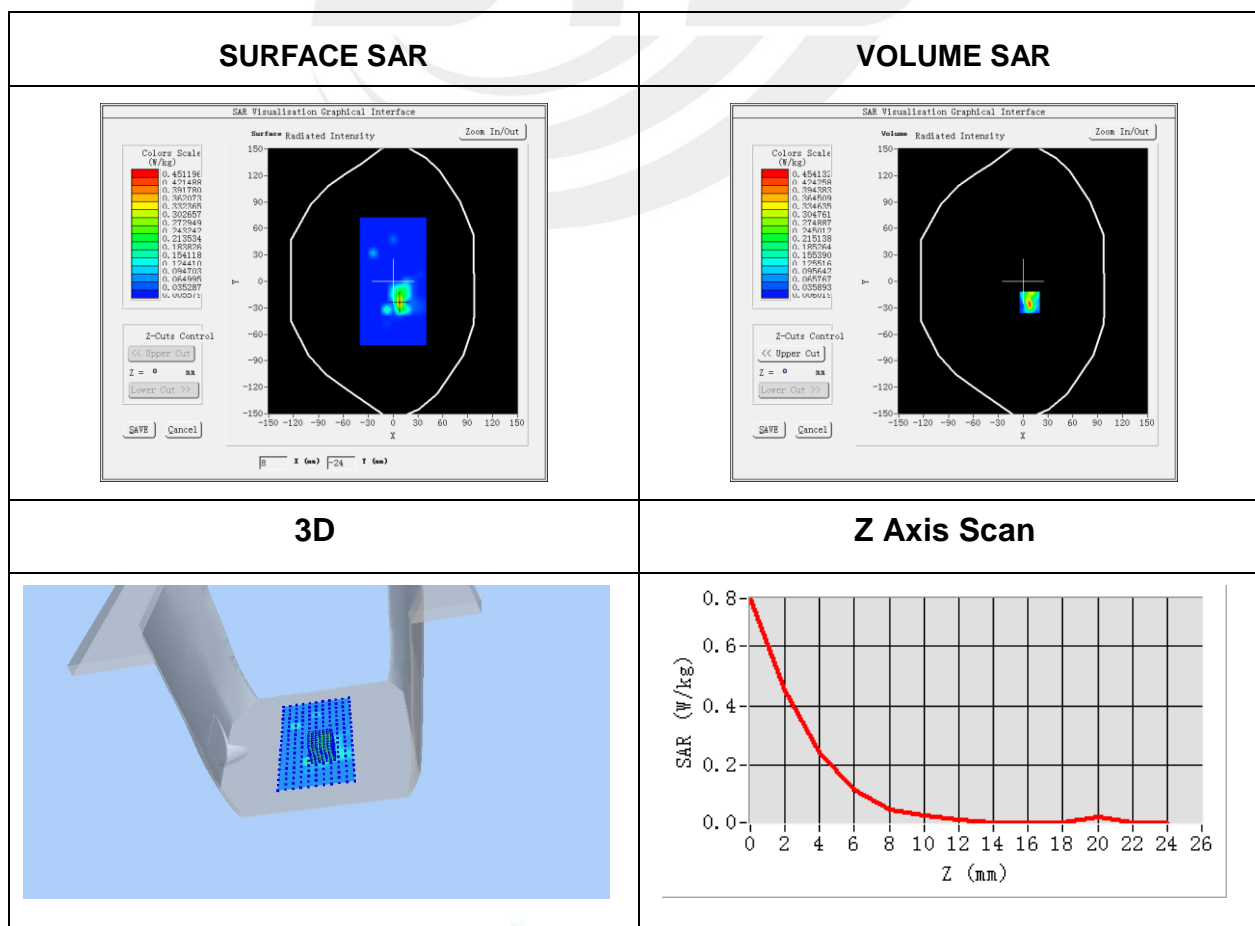 SURFACE SAR
VOLUME SAR
SAR Visualisation Graphical Interface
Surface Radiated Intensity
Zoom In/Out
Colors Scale
(W/kg)
0.451196
0.421488
0.391780
0.362073
0.332365
0.302657
0.272949
0.243242
0.213534
0.183826
0.154118
0.124410
0.094703
0.064995
0.035287
0.005579
Z-Cuts Control
<< Upper Cut
Z = 0 mm
Lower Cut >>
SAVE Cancel
150-
120-
90-
60-
30-
Y 0-
-30-
-60-
-90-
-120-
-150-
-150 -120 -90 -60 -30 0 30 60 90 120 150
X
8 X (mm) -24 Y (mm)
SAR Visualisation Graphical Interface
Volume Radiated Intensity
Zoom In/Out
Colors Scale
(W/kg)
0.454132
0.424258
0.394383
0.364509
0.334635
0.304761
0.274887
0.245012
0.215138
0.185264
0.155390
0.125516
0.095642
0.065767
0.035893
0.006019
Z-Cuts Control
<< Upper Cut
Z = 0 mm
Lower Cut >>
SAVE Cancel
150-
120-
90-
60-
30-
Y 0-
-30-
-60-
-90-
-120-
-150-
-150 -120 -90 -60 -30 0 30 60 90 120 150
X
3D
Z Axis Scan
0.8-
0.6-
0.4-
0.2-
0.0-
SAR (W/kg)
0 2 4 6 8 10 12 14 16 18 20 22 24 26
Z (mm)